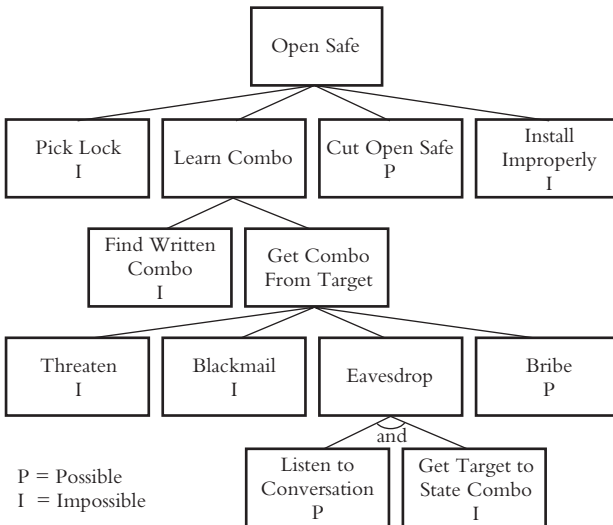 Open Safe
Pick Lock
I
Learn Combo
Cut Open Safe
P
Install
Improperly
I
Find Written
Combo
I
Get Combo
From Target
Threaten
I
Blackmail
I
Eavesdrop
Bribe
P
and
Listen to
Conversation
P
Get Target to
State Combo
I
P = Possible
I = Impossible